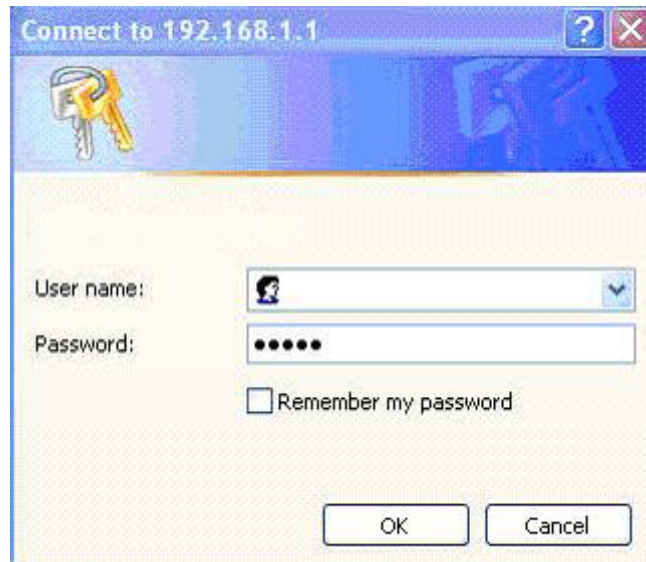 Connect to 192.168.1.1
User name:
Password:
•••••
Remember my password
OK
Cancel